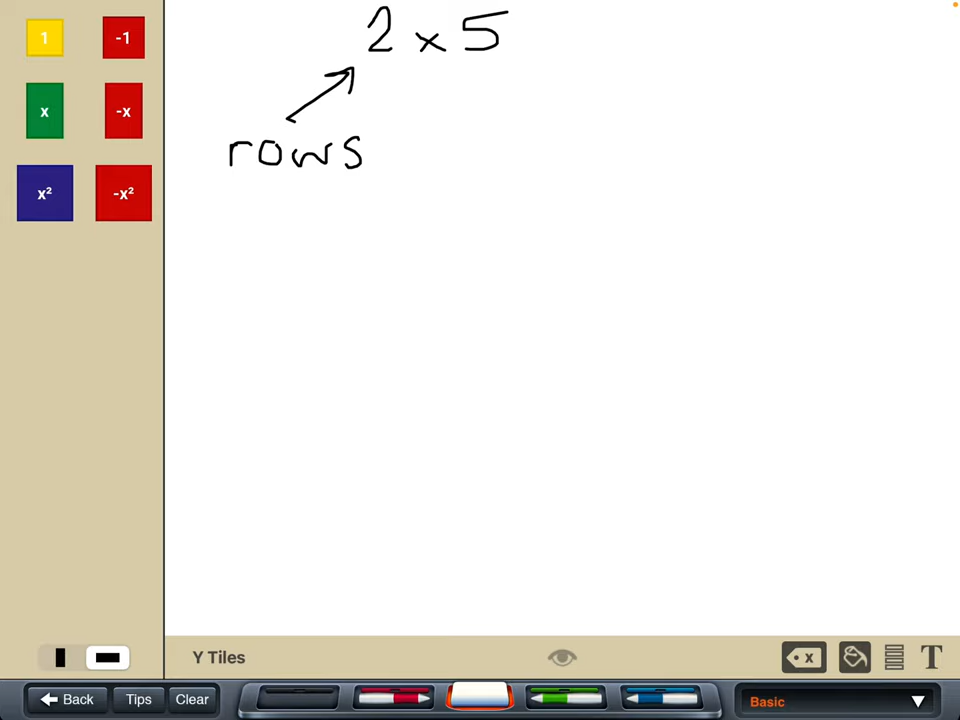 2 x 5
rows
1 -1
x -x
x² -x²
Y Tiles
x T
Back Tips Clear Basic